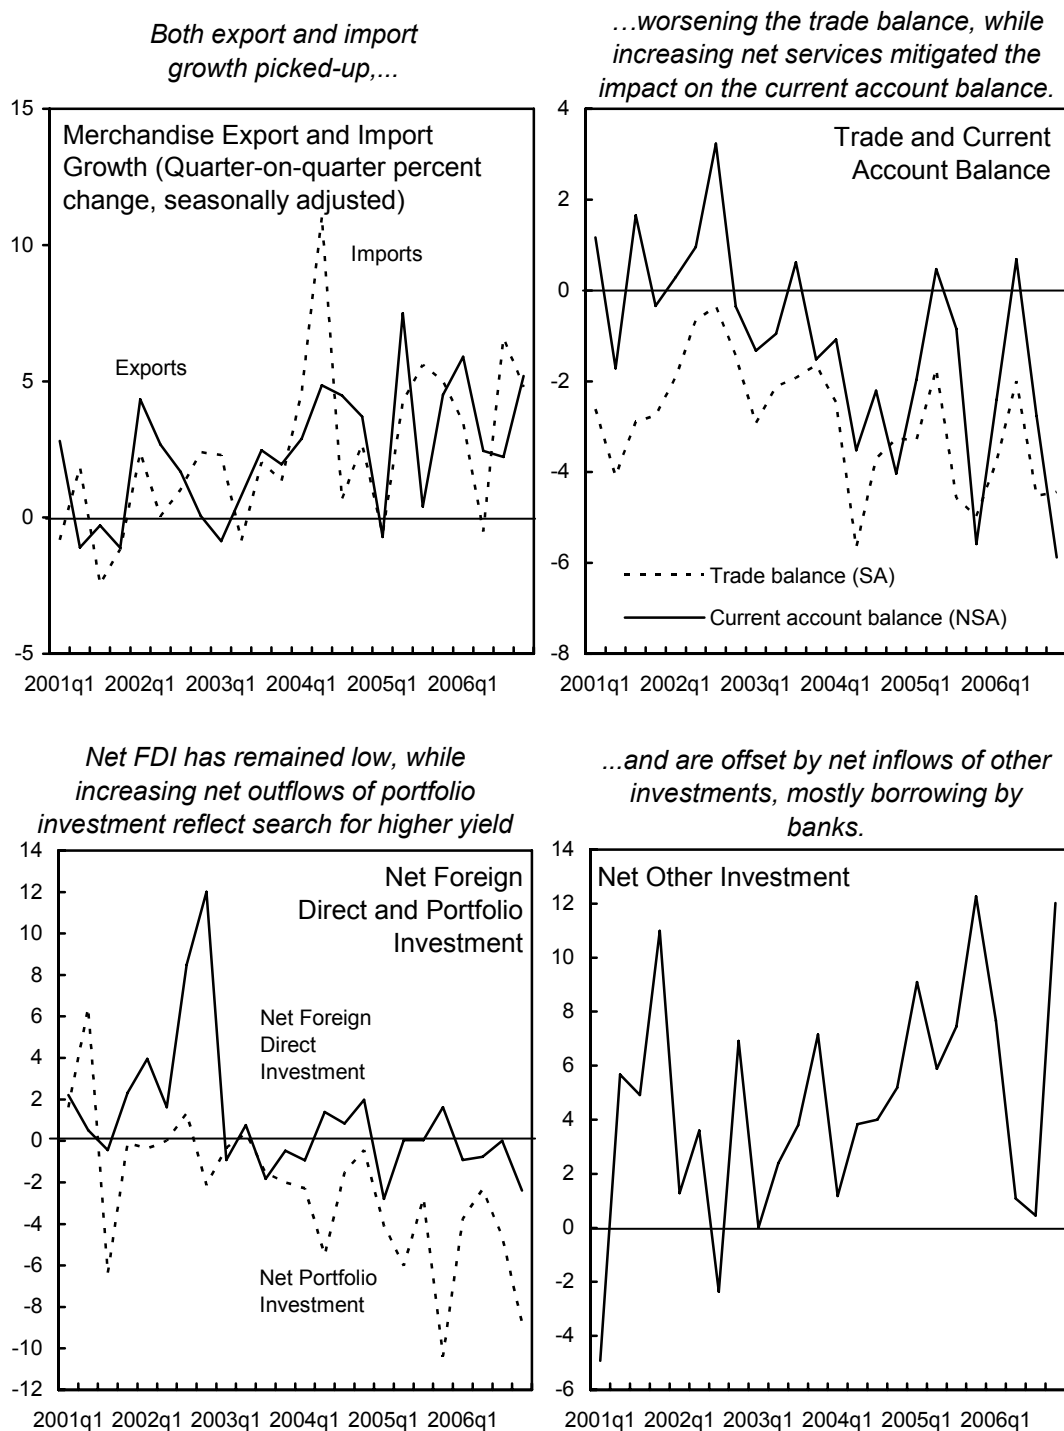 Both export and import
growth picked-up,...
15
Merchandise Export and Import
Growth (Quarter-on-quarter percent
change, seasonally adjusted)
10
Imports
Exports
5
0
-5
2001q1 2002q1 2003q1 2004q1 2005q1 2006q1
...worsening the trade balance, while
increasing net services mitigated the
impact on the current account balance.
4
Trade and Current
Account Balance
2
0
-2
-4
-6
Trade balance (SA)
Current account balance (NSA)
-8
2001q1 2002q1 2003q1 2004q1 2005q1 2006q1
Net FDI has remained low, while
increasing net outflows of portfolio
investment reflect search for higher yield
14
Net Foreign
Direct and Portfolio
Investment
12
10
8
6
Net Foreign
Direct
Investment
4
2
0
-2
-4
-6
Net Portfolio
Investment
-8
-10
-12
2001q1 2002q1 2003q1 2004q1 2005q1 2006q1
...and are offset by net inflows of other
investments, mostly borrowing by
banks.
14
Net Other Investment
12
10
8
6
4
2
0
-2
-4
-6
2001q1 2002q1 2003q1 2004q1 2005q1 2006q1